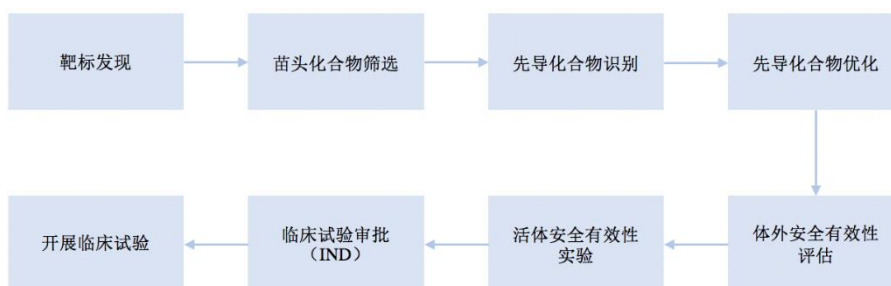 靶标发现
苗头化合物筛选
先导化合物识别
先导化合物优化
体外安全有效性
评估
活体安全有效性
实验
临床试验审批
（IND）
开展临床试验